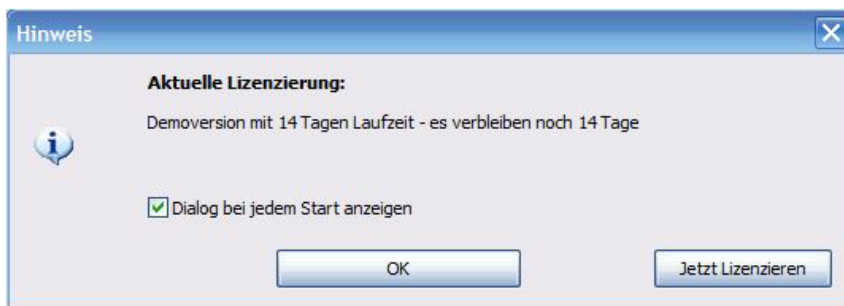 Hinweis
Aktuelle Lizenzierung:
Demoversion mit 14 Tagen Laufzeit - es verbleiben noch 14 Tage
Dialog bei jedem Start anzeigen
OK
Jetzt Lizenzieren